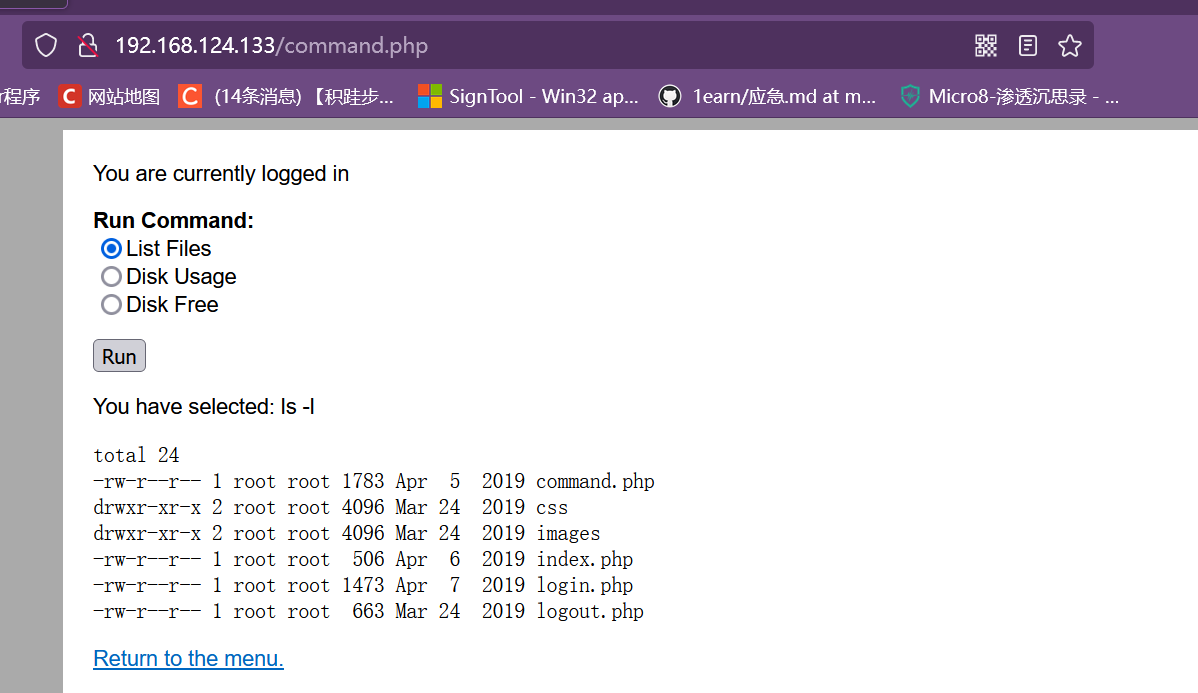 192.168.124.133/command.php
程序 网站地图 (14条消息) 【积跬步... SignTool - Win32 ap... 1earn/应急.md at m... Micro8-渗透沉思录 - ...
You are currently logged in
Run Command:
List Files
Disk Usage
Disk Free
Run
You have selected: ls -l
total 24
-rw-r--r-- 1 root root 1783 Apr  5  2019 command.php
drwxr-xr-x 2 root root 4096 Mar 24  2019 css
drwxr-xr-x 2 root root 4096 Mar 24  2019 images
-rw-r--r-- 1 root root  506 Apr  6  2019 index.php
-rw-r--r-- 1 root root 1473 Apr  7  2019 login.php
-rw-r--r-- 1 root root  663 Mar 24  2019 logout.php
Return to the menu.